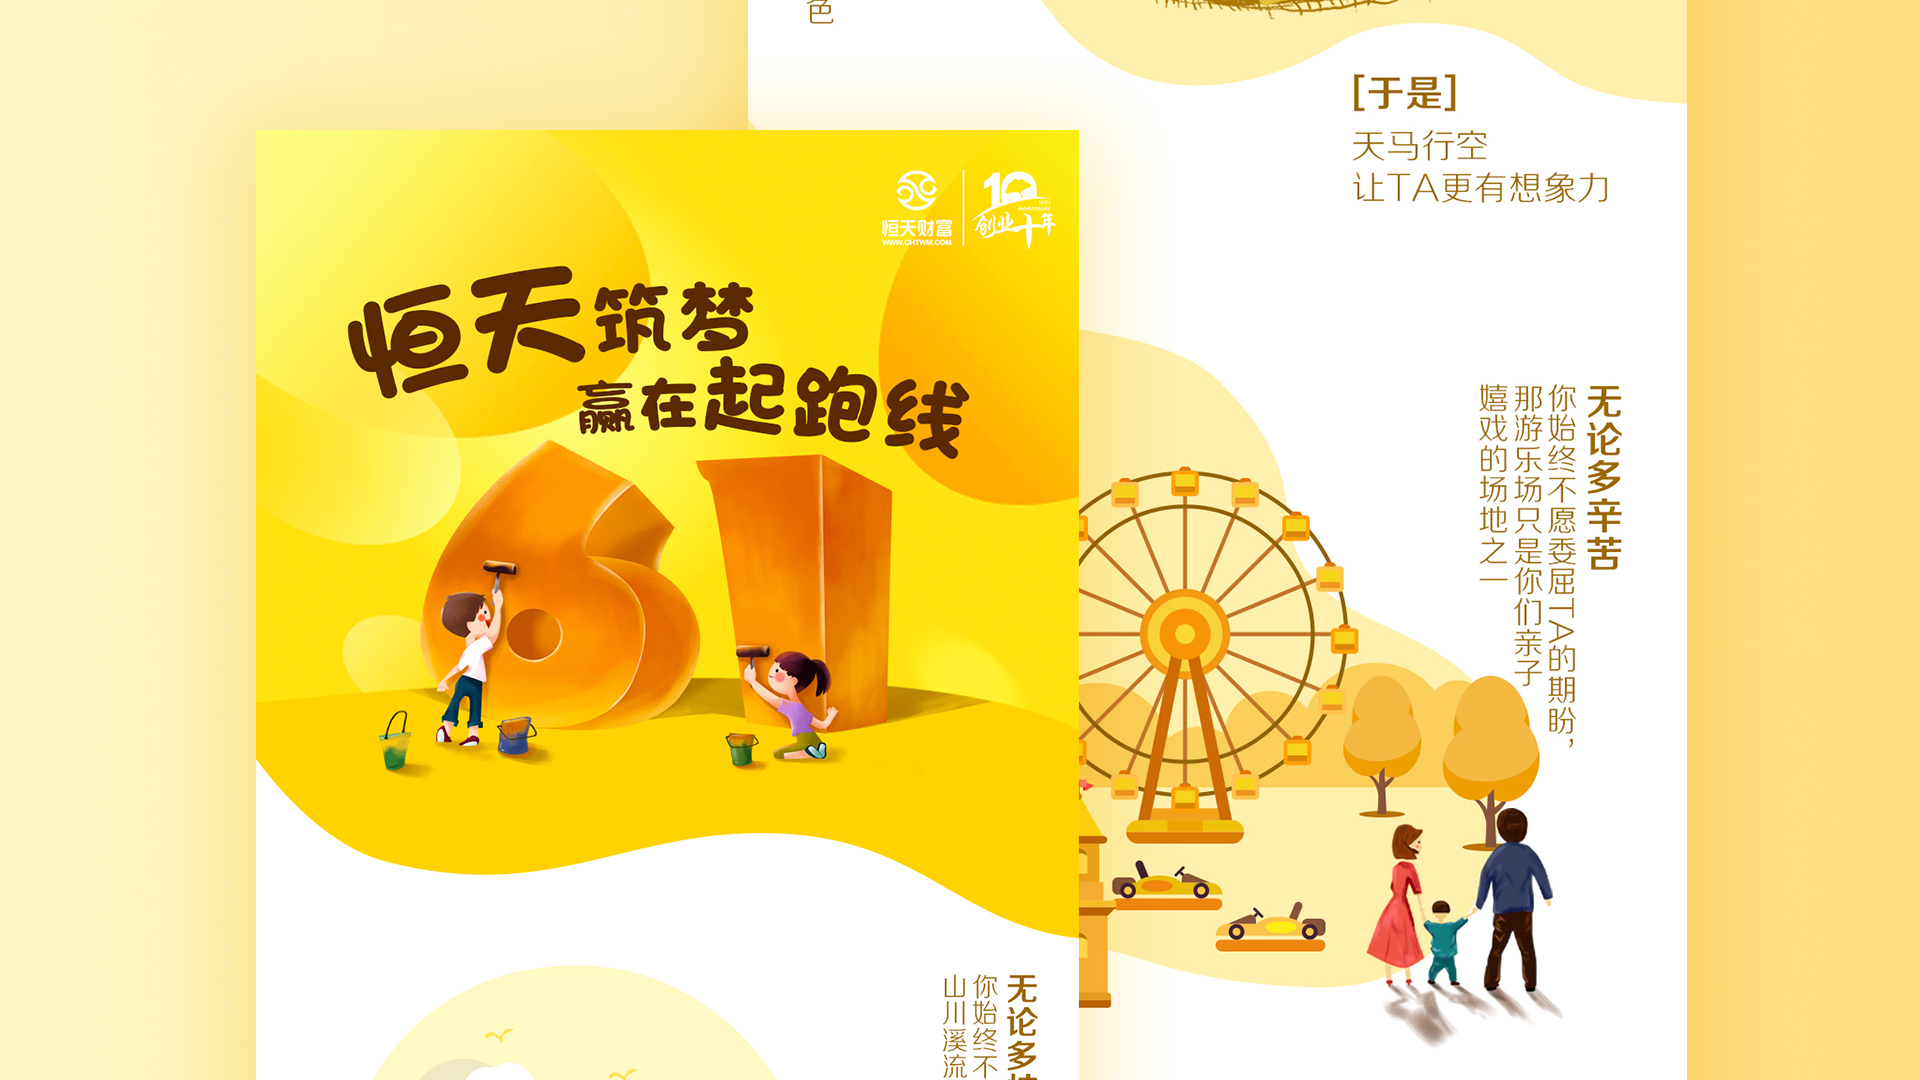 恒天财富
WWW.CHTWM.COM
10
创业十年
恒天筑梦
赢在起跑线
61
无论多
你始终不
山川溪流
色
[于是]
天马行空
让TA更有想象力
无论多辛苦
你始终不愿委屈TA的期盼，
那游乐场只是你们亲子
嬉戏的场地之一